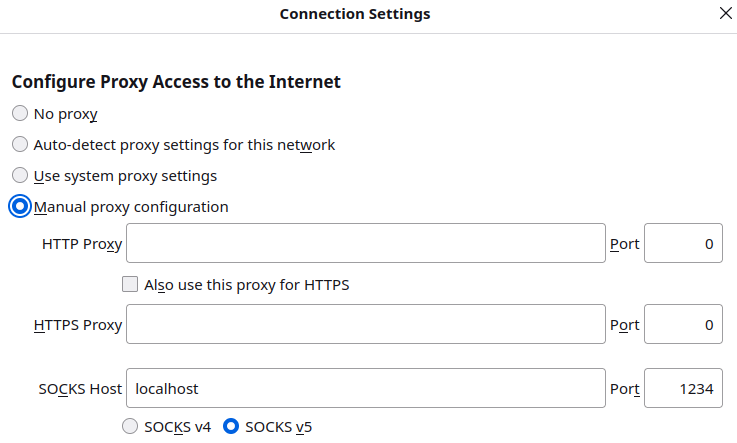 Connection Settings
Configure Proxy Access to the Internet
No proxy
Auto-detect proxy settings for this network
Use system proxy settings
Manual proxy configuration
HTTP Proxy Port 0
Also use this proxy for HTTPS
HTTPS Proxy Port 0
SOCKS Host localhost Port 1234
SOCKS v4 SOCKS v5